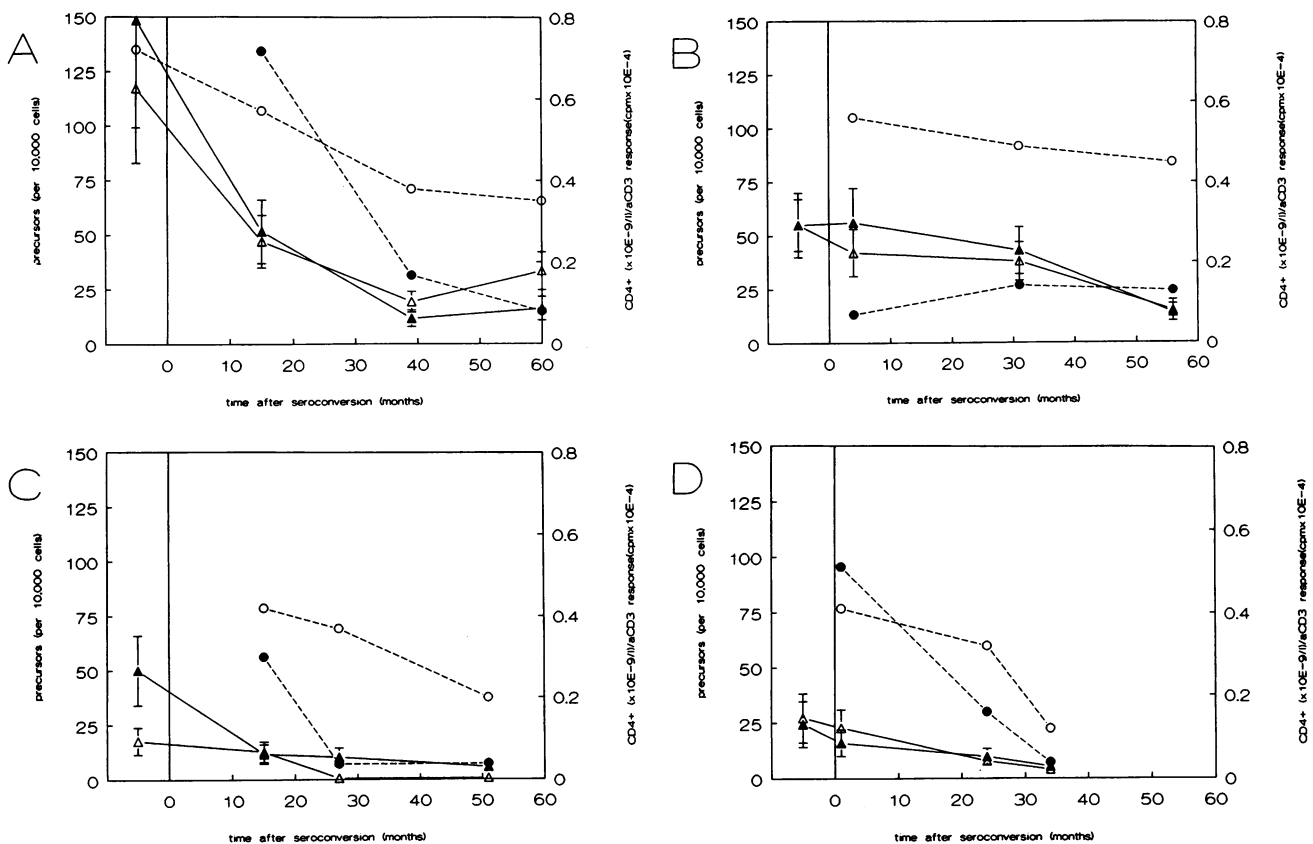 A
150
125
100
75
50
25
0
precursors (per 10,000 cells)
0 10 20 30 40 50 60
time after seroconversion (months)
0.8
0.6
0.4
0.2
0
CD4+ (x10E-9/l)/aCD3 response(cpmx10E-4)
B
150
125
100
75
50
25
0
precursors (per 10,000 cells)
0 10 20 30 40 50 60
time after seroconversion (months)
0.8
0.6
0.4
0.2
0
CD4+ (x10E-9/l)/aCD3 response(cpmx10E-4)
C
150
125
100
75
50
25
0
precursors (per 10,000 cells)
0 10 20 30 40 50 60
time after seroconversion (months)
0.8
0.6
0.4
0.2
0
CD4+ (x10E-9/l)/aCD3 response(cpmx10E-4)
D
150
125
100
75
50
25
0
precursors (per 10,000 cells)
0 10 20 30 40 50 60
time after seroconversion (months)
0.8
0.6
0.4
0.2
0
CD4+ (x10E-9/l)/aCD3 response(cpmx10E-4)